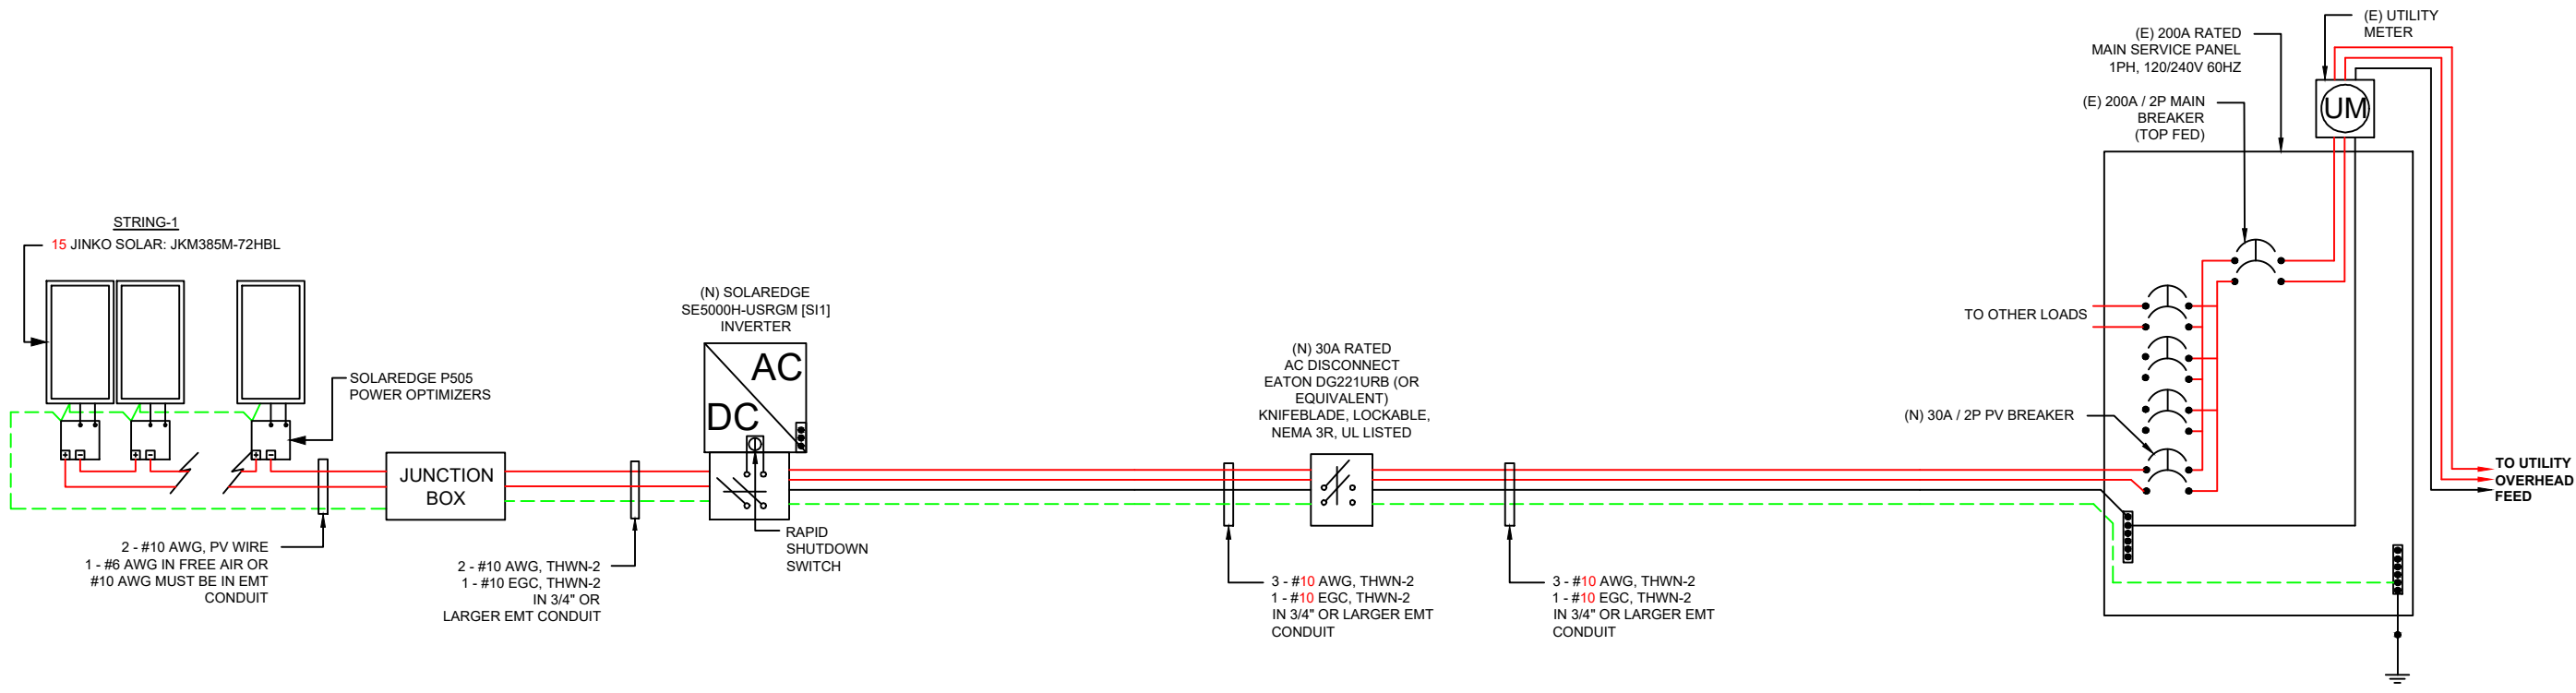 STRING-1
15 JINKO SOLAR: JKM385M-72HBL
SOLAREDGE P505
POWER OPTIMIZERS
2 - #10 AWG, PV WIRE
1 - #6 AWG IN FREE AIR OR
#10 AWG MUST BE IN EMT
CONDUIT
JUNCTION
BOX
2 - #10 AWG, THWN-2
1 - #10 EGC, THWN-2
IN 3/4" OR
LARGER EMT CONDUIT
(N) SOLAREDGE
SE5000H-USRGM [SI1]
INVERTER
AC
DC
RAPID
SHUTDOWN
SWITCH
(N) 30A RATED
AC DISCONNECT
EATON DG221URB (OR
EQUIVALENT)
KNIFEBLADE, LOCKABLE,
NEMA 3R, UL LISTED
3 - #10 AWG, THWN-2
1 - #10 EGC, THWN-2
IN 3/4" OR LARGER EMT
CONDUIT
3 - #10 AWG, THWN-2
1 - #10 EGC, THWN-2
IN 3/4" OR LARGER EMT
CONDUIT
(E) UTILITY
METER
(E) 200A RATED
MAIN SERVICE PANEL
1PH, 120/240V 60HZ
(E) 200A / 2P MAIN
BREAKER
(TOP FED)
UM
TO OTHER LOADS
(N) 30A / 2P PV BREAKER
TO UTILITY
OVERHEAD
FEED